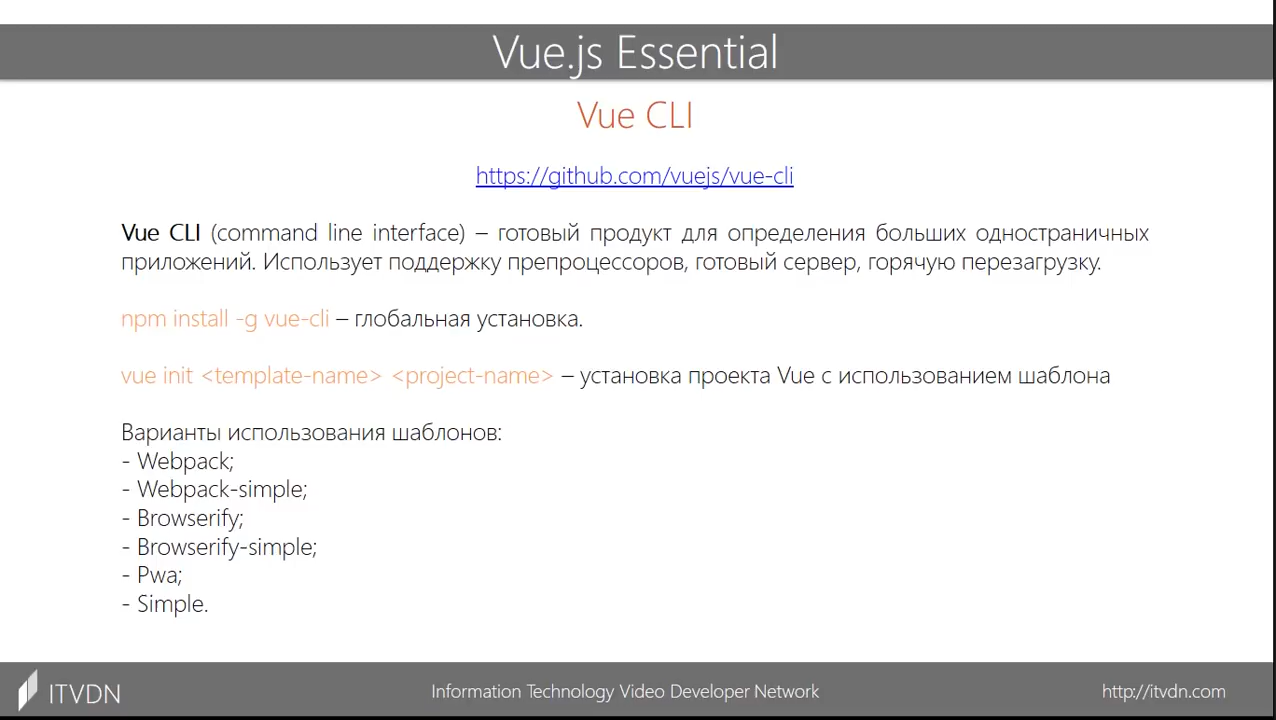 Vue.js Essential
Vue CLI
https://github.com/vuejs/vue-cli
Vue CLI (command line interface) – готовый продукт для определения больших одностраничных
приложений. Использует поддержку препроцессоров, готовый сервер, горячую перезагрузку.
npm install -g vue-cli – глобальная установка.
vue init <template-name> <project-name> – установка проекта Vue с использованием шаблона
Варианты использования шаблонов:
- Webpack;
- Webpack-simple;
- Browserify;
- Browserify-simple;
- Pwa;
- Simple.
ITVDN
Information Technology Video Developer Network
http://itvdn.com